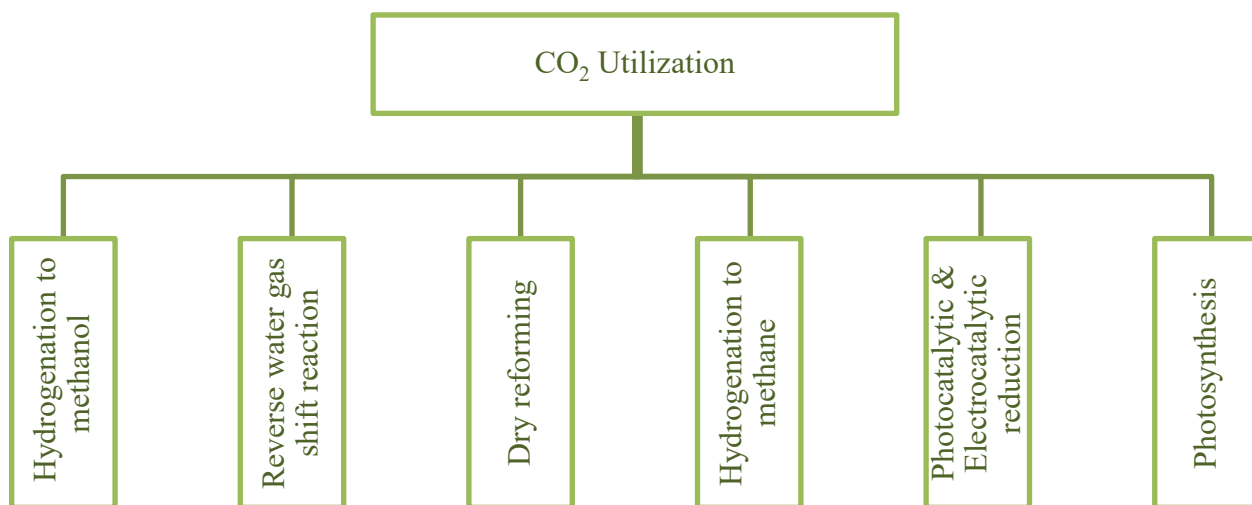 CO₂ Utilization
Hydrogenation to
methanol
Reverse water gas
shift reaction
Dry reforming
Hydrogenation to
methane
Photocatalytic &
Electrocatalytic
reduction
Photosynthesis